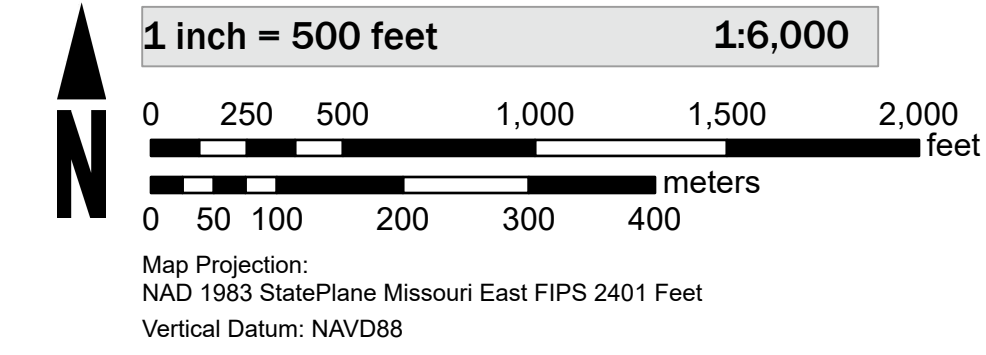 1 inch = 500 feet 1:6,000
0 250 500 1,000 1,500 2,000
feet
meters
0 50 100 200 300 400
N
Map Projection:
NAD 1983 StatePlane Missouri East FIPS 2401 Feet
Vertical Datum: NAVD88